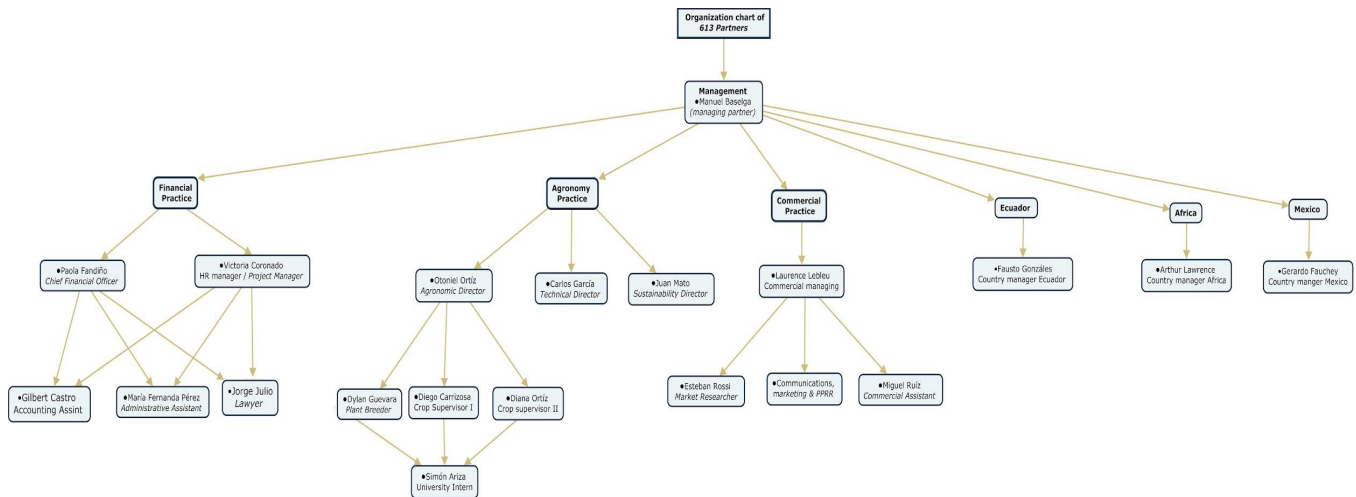 Organization chart of
613 Partners
Management
●Manuel Baselga
(managing partner)
Financial
Practice
Agronomy
Practice
Commercial
Practice
Ecuador
Africa
Mexico
●Paola Fandiño
Chief Financial Officer
●Victoria Coronado
HR manager / Project Manager
●Otoniel Ortíz
Agronomic Director
●Carlos García
Technical Director
●Juan Mato
Sustainability Director
●Laurence Lebleu
Commercial managing
●Fausto Gonzáles
Country manager Ecuador
●Arthur Lawrence
Country manager Africa
●Gerardo Fauchey
Country manger Mexico
●Gilbert Castro
Accounting Assint
●María Fernanda Pérez
Administrative Assistant
●Jorge Julio
Lawyer
●Dylan Guevara
Plant Breeder
●Diego Carrizosa
Crop Supervisor I
●Diana Ortíz
Crop supervisor II
●Esteban Rossi
Market Researcher
●Communications,
marketing & PPRR
●Miguel Ruíz
Commercial Assistant
●Simón Ariza
University Intern